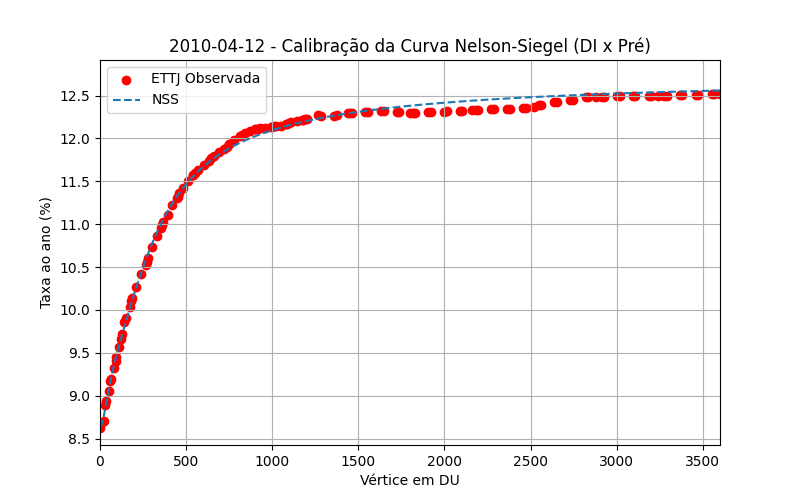 2010-04-12 - Calibração da Curva Nelson-Siegel (DI x Pré)
ETTJ Observada
NSS
Taxa ao ano (%)
12.5
12.0
11.5
11.0
10.5
10.0
9.5
9.0
8.5
0 500 1000 1500 2000 2500 3000 3500
Vértice em DU